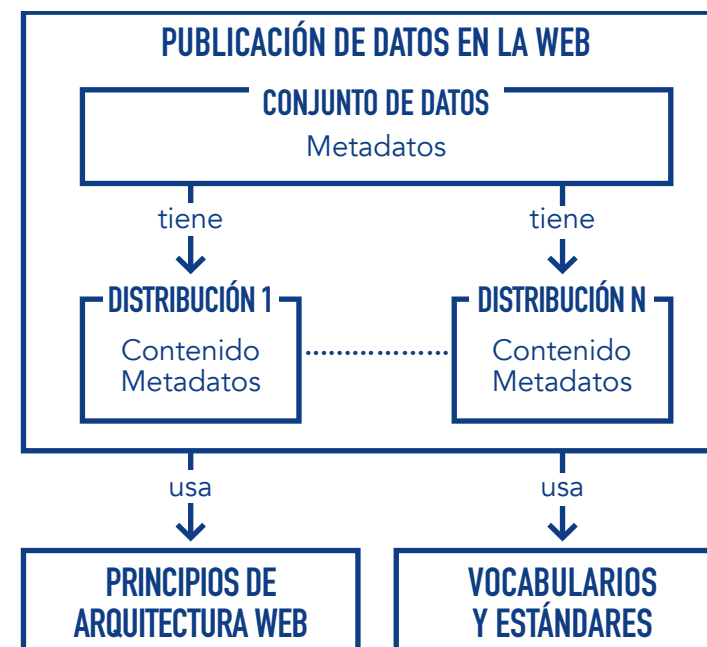 PUBLICACIÓN DE DATOS EN LA WEB
CONJUNTO DE DATOS
Metadatos
tiene
tiene
DISTRIBUCIÓN 1
Contenido
Metadatos
DISTRIBUCIÓN N
Contenido
Metadatos
usa
usa
PRINCIPIOS DE
ARQUITECTURA WEB
VOCABULARIOS
Y ESTÁNDARES